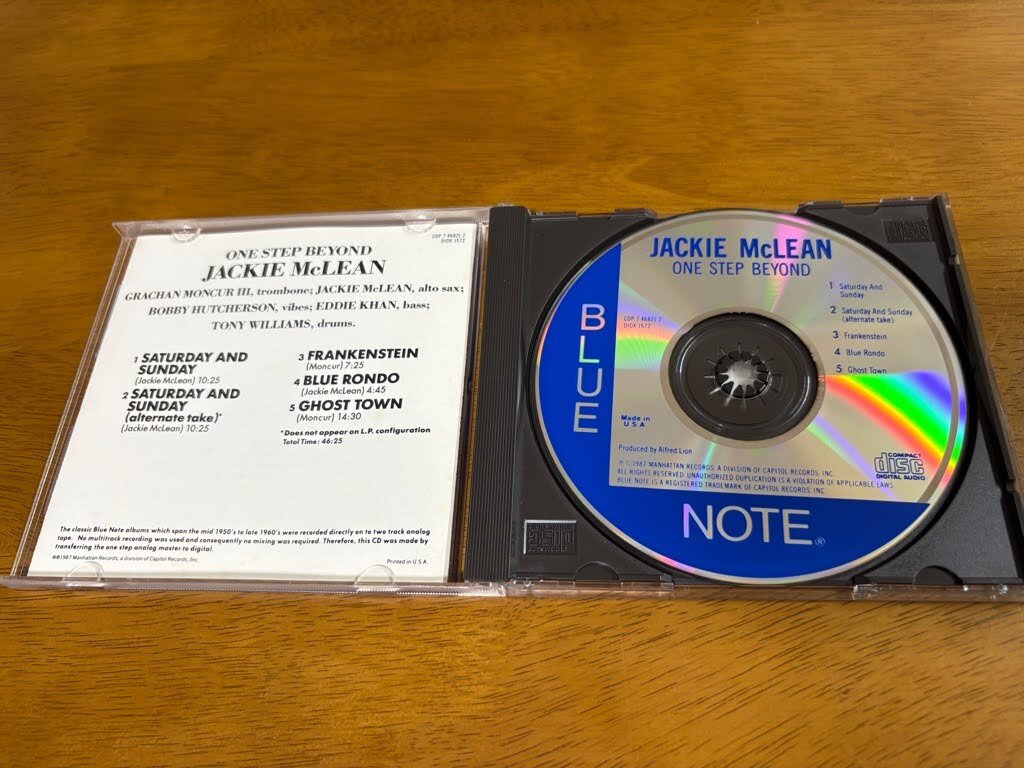 CDP 7 46821 2
DIDX 1572
ONE STEP BEYOND
JACKIE McLEAN
GRACHAN MONCUR III, trombone; JACKIE McLEAN, alto sax;
BOBBY HUTCHERSON, vibes; EDDIE KHAN, bass;
TONY WILLIAMS, drums.
1 SATURDAY AND
SUNDAY
(Jackie McLean) 10:25
2 SATURDAY AND
SUNDAY
(alternate take)*
(Jackie McLean) 10:25
3 FRANKENSTEIN
(Moncur) 7:25
4 BLUE RONDO
(Jackie McLean) 4:45
5 GHOST TOWN
(Moncur) 14:30
*Does not appear on L.P. configuration
Total Time: 46:25
The classic Blue Note albums which span the mid 1950's to late 1960's were recorded directly on to two track analog
tape. No multitrack recording was used and consequently no mixing was required. Therefore, this CD was made by
transferring the one step analog master to digital.
℗©1987 Manhattan Records, a division of Capitol Records, Inc.
Printed in U.S.A.
JACKIE McLEAN
ONE STEP BEYOND
1 Saturday And
Sunday
2 Saturday And Sunday
(alternate take)
3 Frankenstein
4 Blue Rondo
5 Ghost Town
CDP 7 46821 2
DIDX 1572
BLUE
Made in
U.S.A
Produced by Alfred Lion
℗©1987 MANHATTAN RECORDS, A DIVISION OF CAPITOL RECORDS, INC.
ALL RIGHTS RESERVED. UNAUTHORIZED DUPLICATION IS A VIOLATION OF APPLICABLE LAWS.
BLUE NOTE IS A REGISTERED TRADEMARK OF CAPITOL RECORDS, INC.
COMPACT
disc
DIGITAL AUDIO
NOTE®